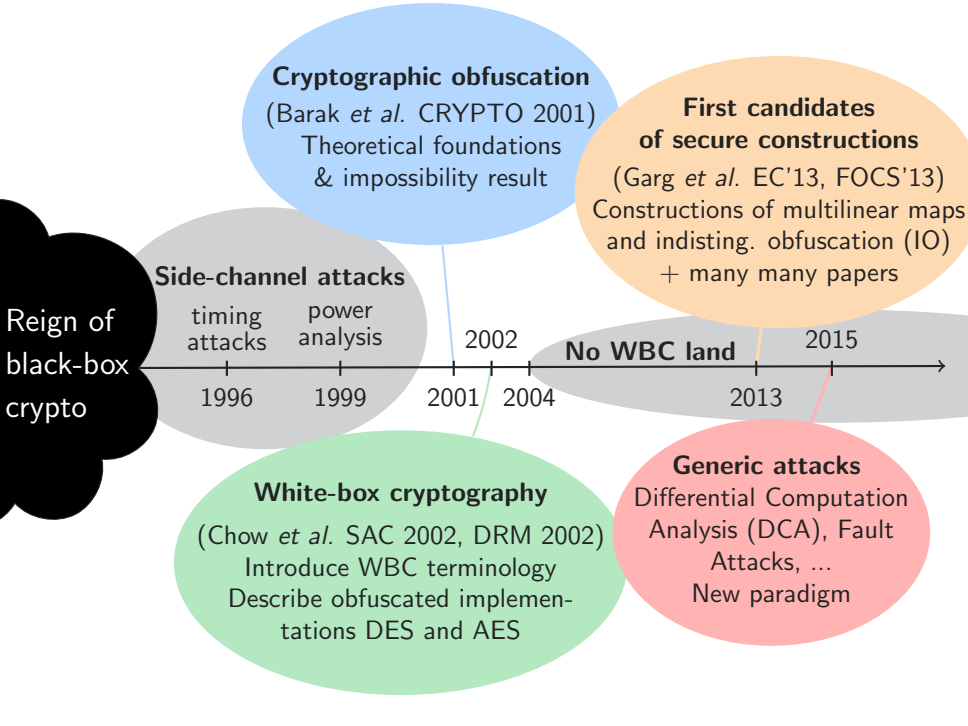 Cryptographic obfuscation
(Barak et al. CRYPTO 2001)
Theoretical foundations
& impossibility result
First candidates
of secure constructions
(Garg et al. EC'13, FOCS'13)
Constructions of multilinear maps
and indisting. obfuscation (IO)
+ many many papers
Reign of
black-box
crypto
Side-channel attacks
timing
attacks
power
analysis
1996
1999
2001
2002
2004
No WBC land
2013
2015
White-box cryptography
(Chow et al. SAC 2002, DRM 2002)
Introduce WBC terminology
Describe obfuscated implemen-
tations DES and AES
Generic attacks
Differential Computation
Analysis (DCA), Fault
Attacks, ...
New paradigm